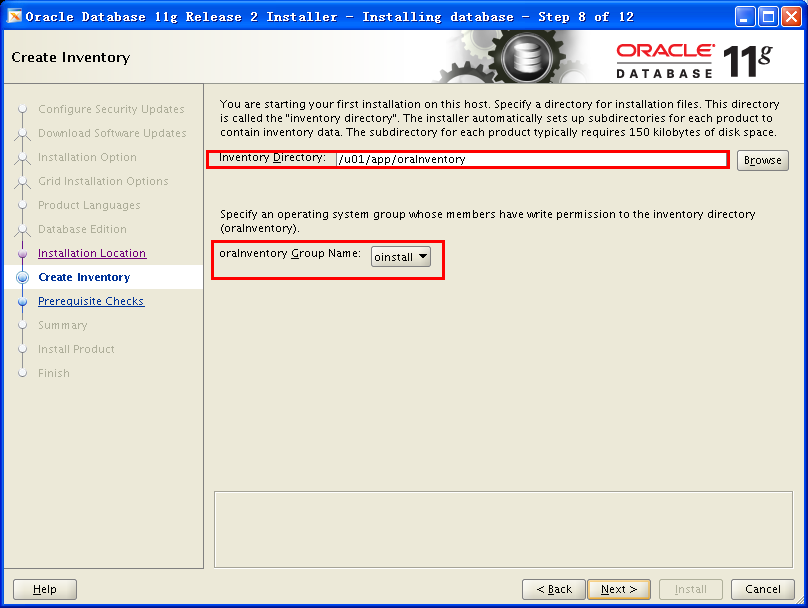 Oracle Database 11g Release 2 Installer - Installing database - Step 8 of 12
Create Inventory
ORACLE
DATABASE
11g
Configure Security Updates
Download Software Updates
Installation Option
Grid Installation Options
Product Languages
Database Edition
Installation Location
Create Inventory
Prerequisite Checks
Summary
Install Product
Finish
You are starting your first installation on this host. Specify a directory for installation files. This directory
is called the "inventory directory". The installer automatically sets up subdirectories for each product to
contain inventory data. The subdirectory for each product typically requires 150 kilobytes of disk space.
Inventory Directory: /u01/app/oraInventory
Browse
Specify an operating system group whose members have write permission to the inventory directory
(oraInventory).
oraInventory Group Name: oinstall
Help
< Back
Next >
Install
Cancel